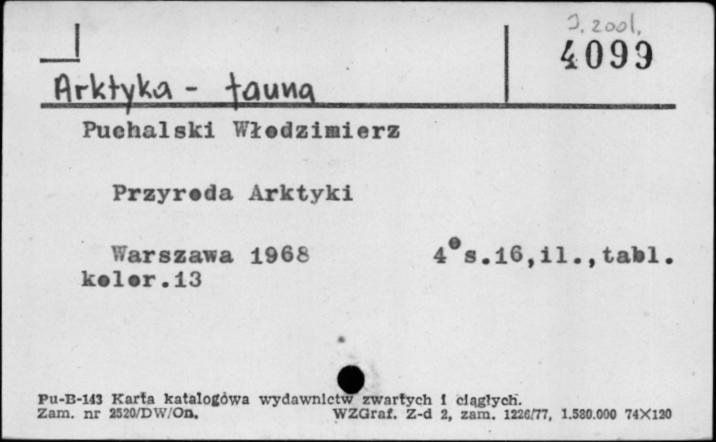 J. 2001.
4099
Arktyka - fauna
Puchalski Włodzimierz
Przyroda Arktyki
Warszawa 1968 4° s.16,il.,tabl.
kolor.13
Pu-B-143 Karta katalogowa wydawnictw zwartych i ciągłych.
Zam. nr 2520/DW/On. WZGraf. Z-d 2, zam. 1226/77, 1.580.000 74X120